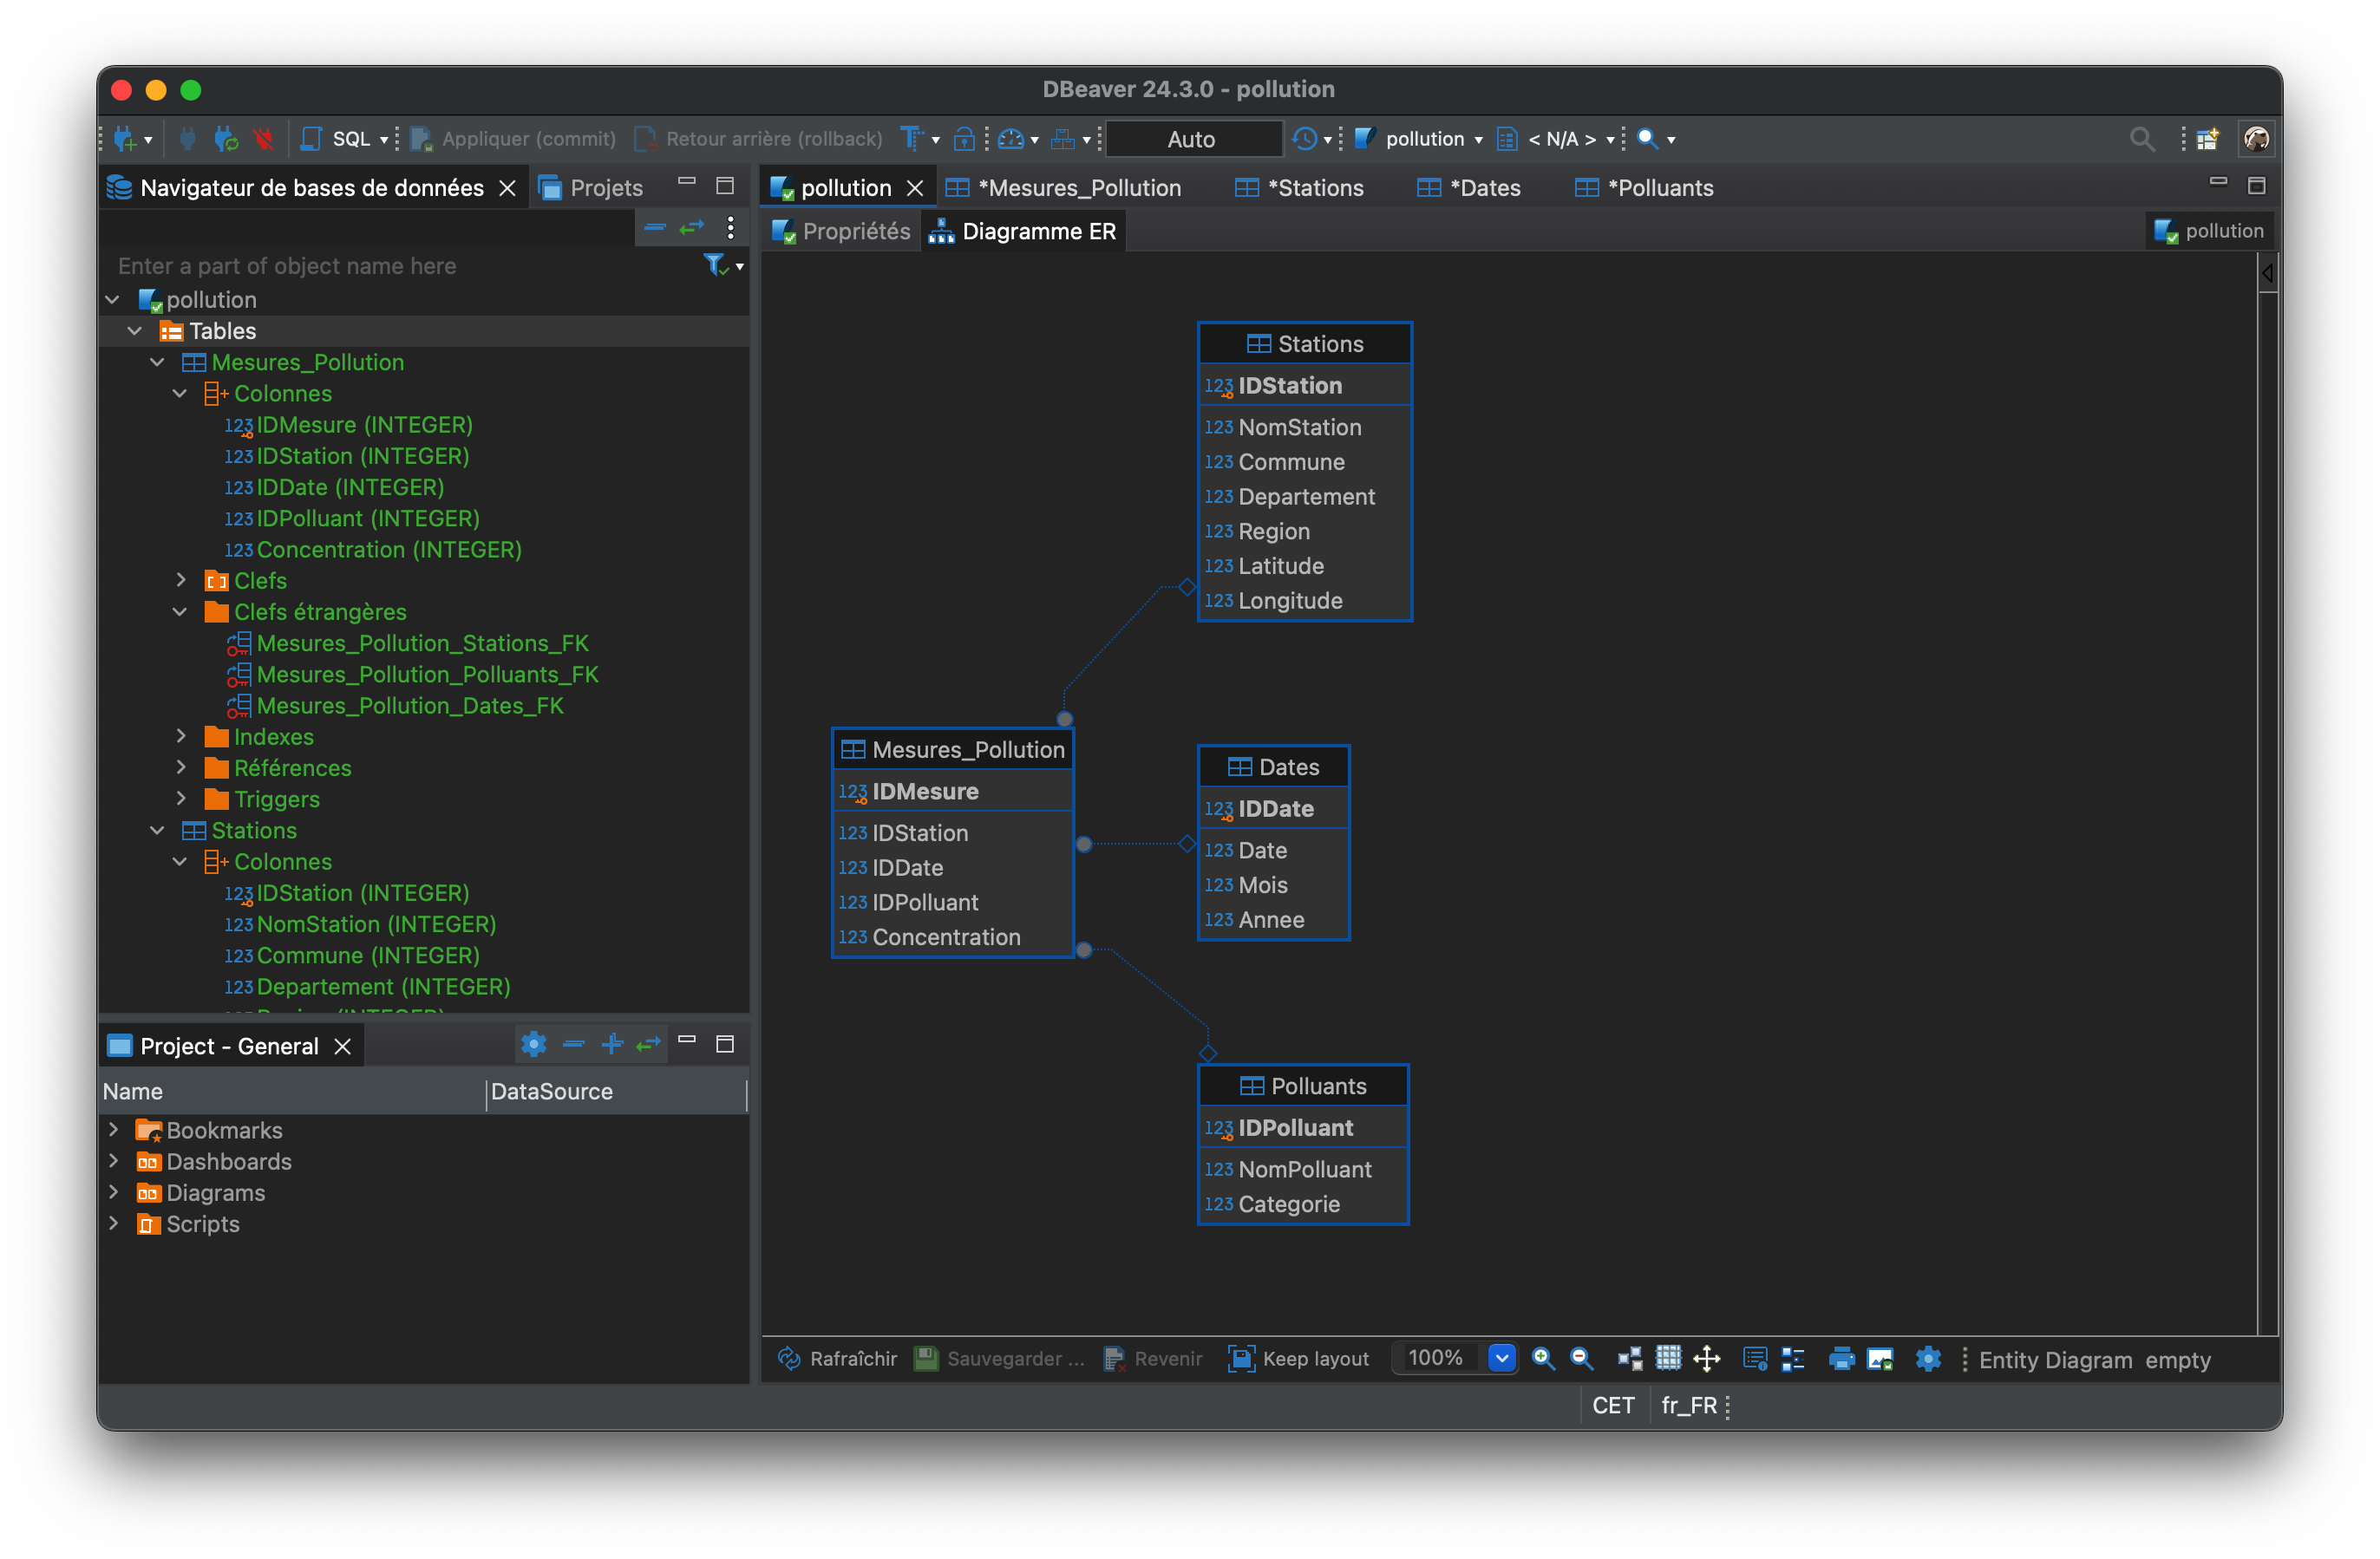 DBeaver 24.3.0 - pollution
SQL Appliquer (commit) Retour arrière (rollback) Auto pollution < N/A >
Navigateur de bases de données Projets
Enter a part of object name here
pollution
Tables
Mesures_Pollution
Colonnes
123 IDMesure (INTEGER)
123 IDStation (INTEGER)
123 IDDate (INTEGER)
123 IDPolluant (INTEGER)
123 Concentration (INTEGER)
Clefs
Clefs étrangères
Mesures_Pollution_Stations_FK
Mesures_Pollution_Polluants_FK
Mesures_Pollution_Dates_FK
Indexes
Références
Triggers
Stations
Colonnes
123 IDStation (INTEGER)
123 NomStation (INTEGER)
123 Commune (INTEGER)
123 Departement (INTEGER)
Project - General
Name DataSource
Bookmarks
Dashboards
Diagrams
Scripts
pollution *Mesures_Pollution *Stations *Dates *Polluants
Propriétés Diagramme ER pollution
Stations
123 IDStation
123 NomStation
123 Commune
123 Departement
123 Region
123 Latitude
123 Longitude
Mesures_Pollution
123 IDMesure
123 IDStation
123 IDDate
123 IDPolluant
123 Concentration
Dates
123 IDDate
123 Date
123 Mois
123 Annee
Polluants
123 IDPolluant
123 NomPolluant
123 Categorie
Rafraîchir Sauvegarder ... Revenir Keep layout 100% Entity Diagram empty
CET fr_FR